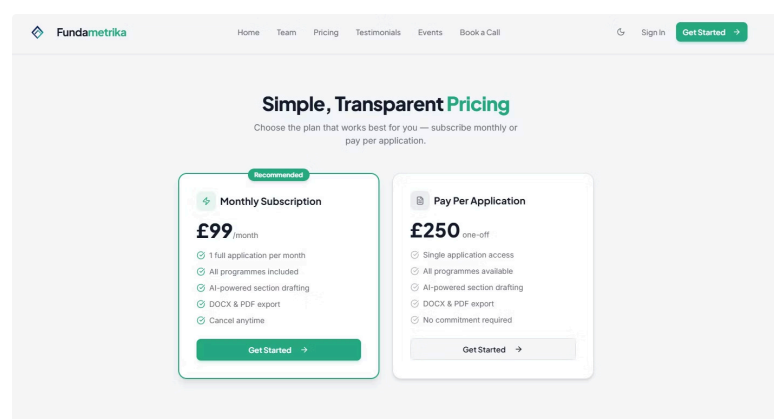 Fundametrika
Home Team Pricing Testimonials Events Book a Call
Sign In Get Started →
Simple, Transparent Pricing
Choose the plan that works best for you — subscribe monthly or
pay per application.
Recommended
Monthly Subscription
£99/month
1 full application per month
All programmes included
AI-powered section drafting
DOCX & PDF export
Cancel anytime
Get Started →
Pay Per Application
£250 one-off
Single application access
All programmes available
AI-powered section drafting
DOCX & PDF export
No commitment required
Get Started →